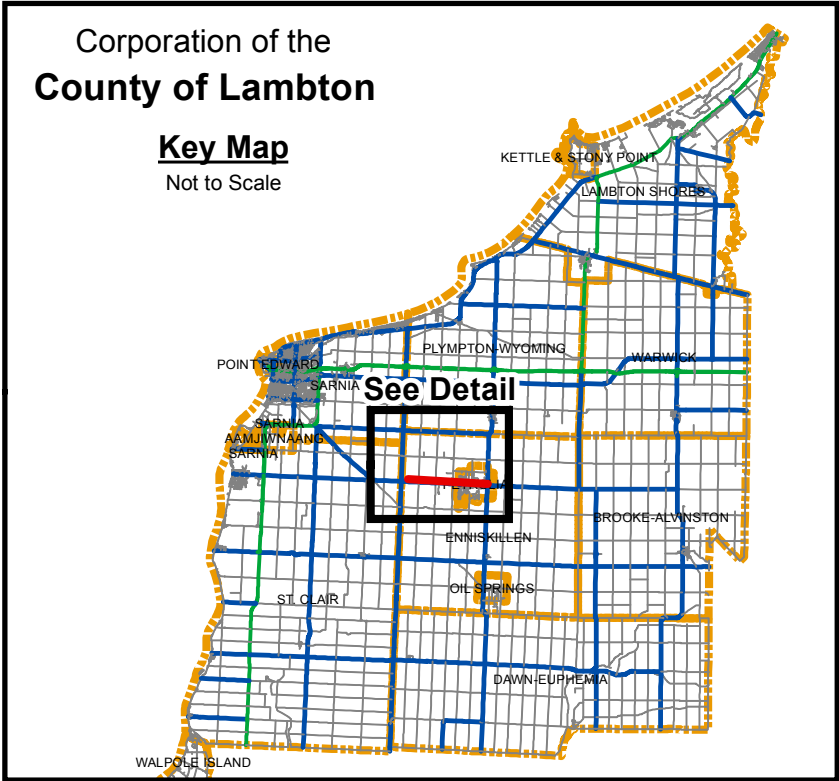 Corporation of the
County of Lambton
Key Map
Not to Scale
KETTLE & STONY POINT
LAMBTON SHORES
PLYMPTON-WYOMING
WARWICK
POINT EDWARD
SARNIA
See Detail
SARNIA
AAMJIWNAANG
SARNIA
BROOKE-ALVINSTON
ENNISKILLEN
OIL SPRINGS
ST. CLAIR
DAWN-EUPHEMIA
WALPOLE ISLAND